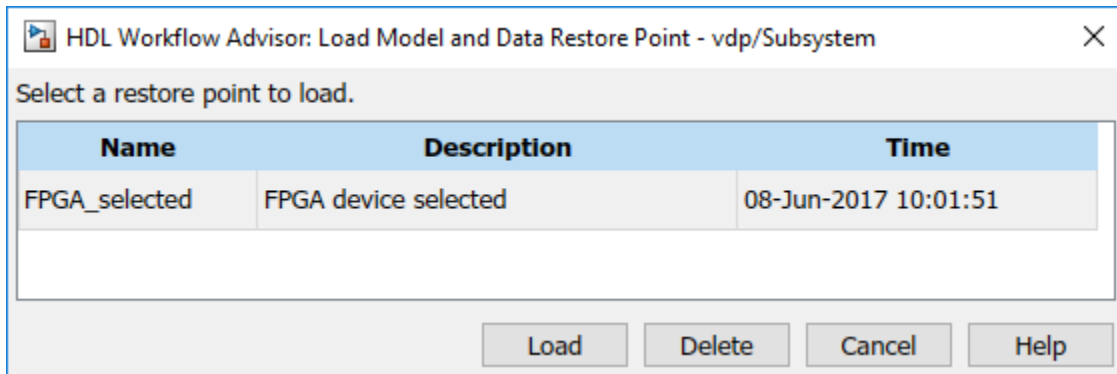 HDL Workflow Advisor: Load Model and Data Restore Point - vdp/Subsystem
Select a restore point to load.
Name Description Time
FPGA_selected FPGA device selected 08-Jun-2017 10:01:51
Load Delete Cancel Help